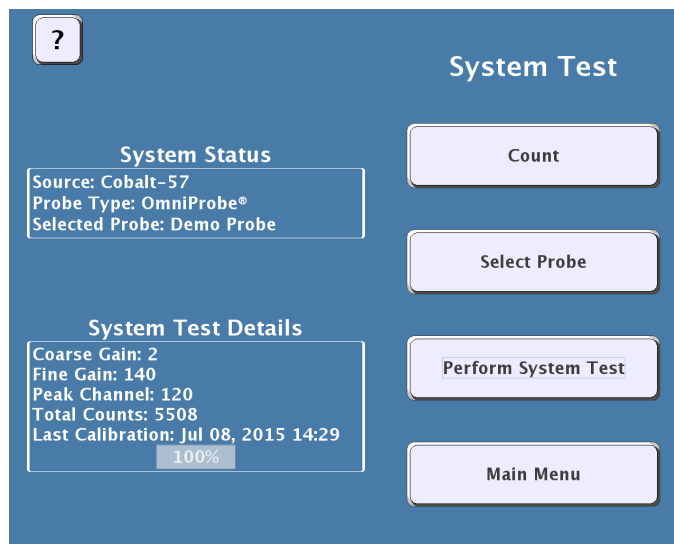 ?
System Test
System Status
Source: Cobalt-57
Probe Type: OmniProbe®
Selected Probe: Demo Probe
System Test Details
Coarse Gain: 2
Fine Gain: 140
Peak Channel: 120
Total Counts: 5508
Last Calibration: Jul 08, 2015 14:29
100%
Count
Select Probe
Perform System Test
Main Menu